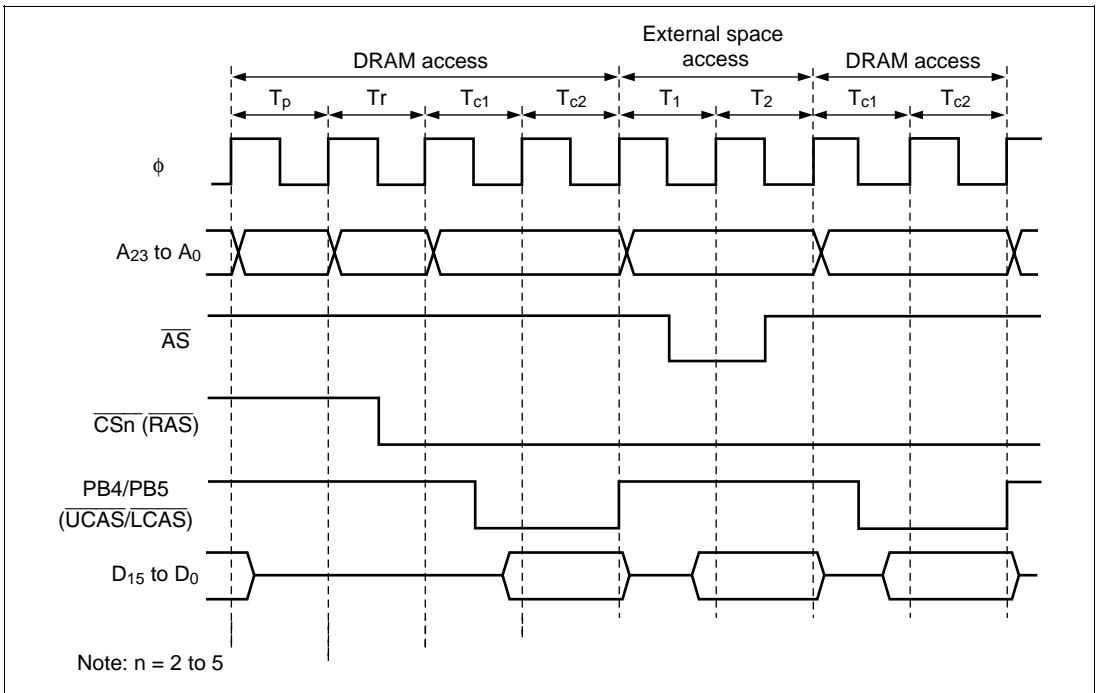 External space
access
DRAM access
DRAM access
Tp Tr Tc1 Tc2 T1 T2 Tc1 Tc2
ϕ
A23 to A0
AS
CSn (RAS)
PB4/PB5
(UCAS/LCAS)
D15 to D0
Note: n = 2 to 5